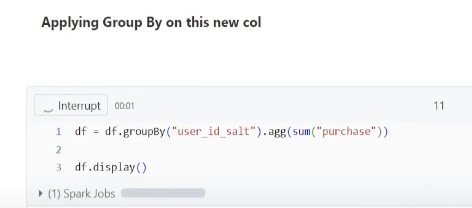 Applying Group By on this new col
Interrupt 00:01 11
1 df = df.groupBy("user_id_salt").agg(sum("purchase"))
2
3 df.display()
(1) Spark Jobs